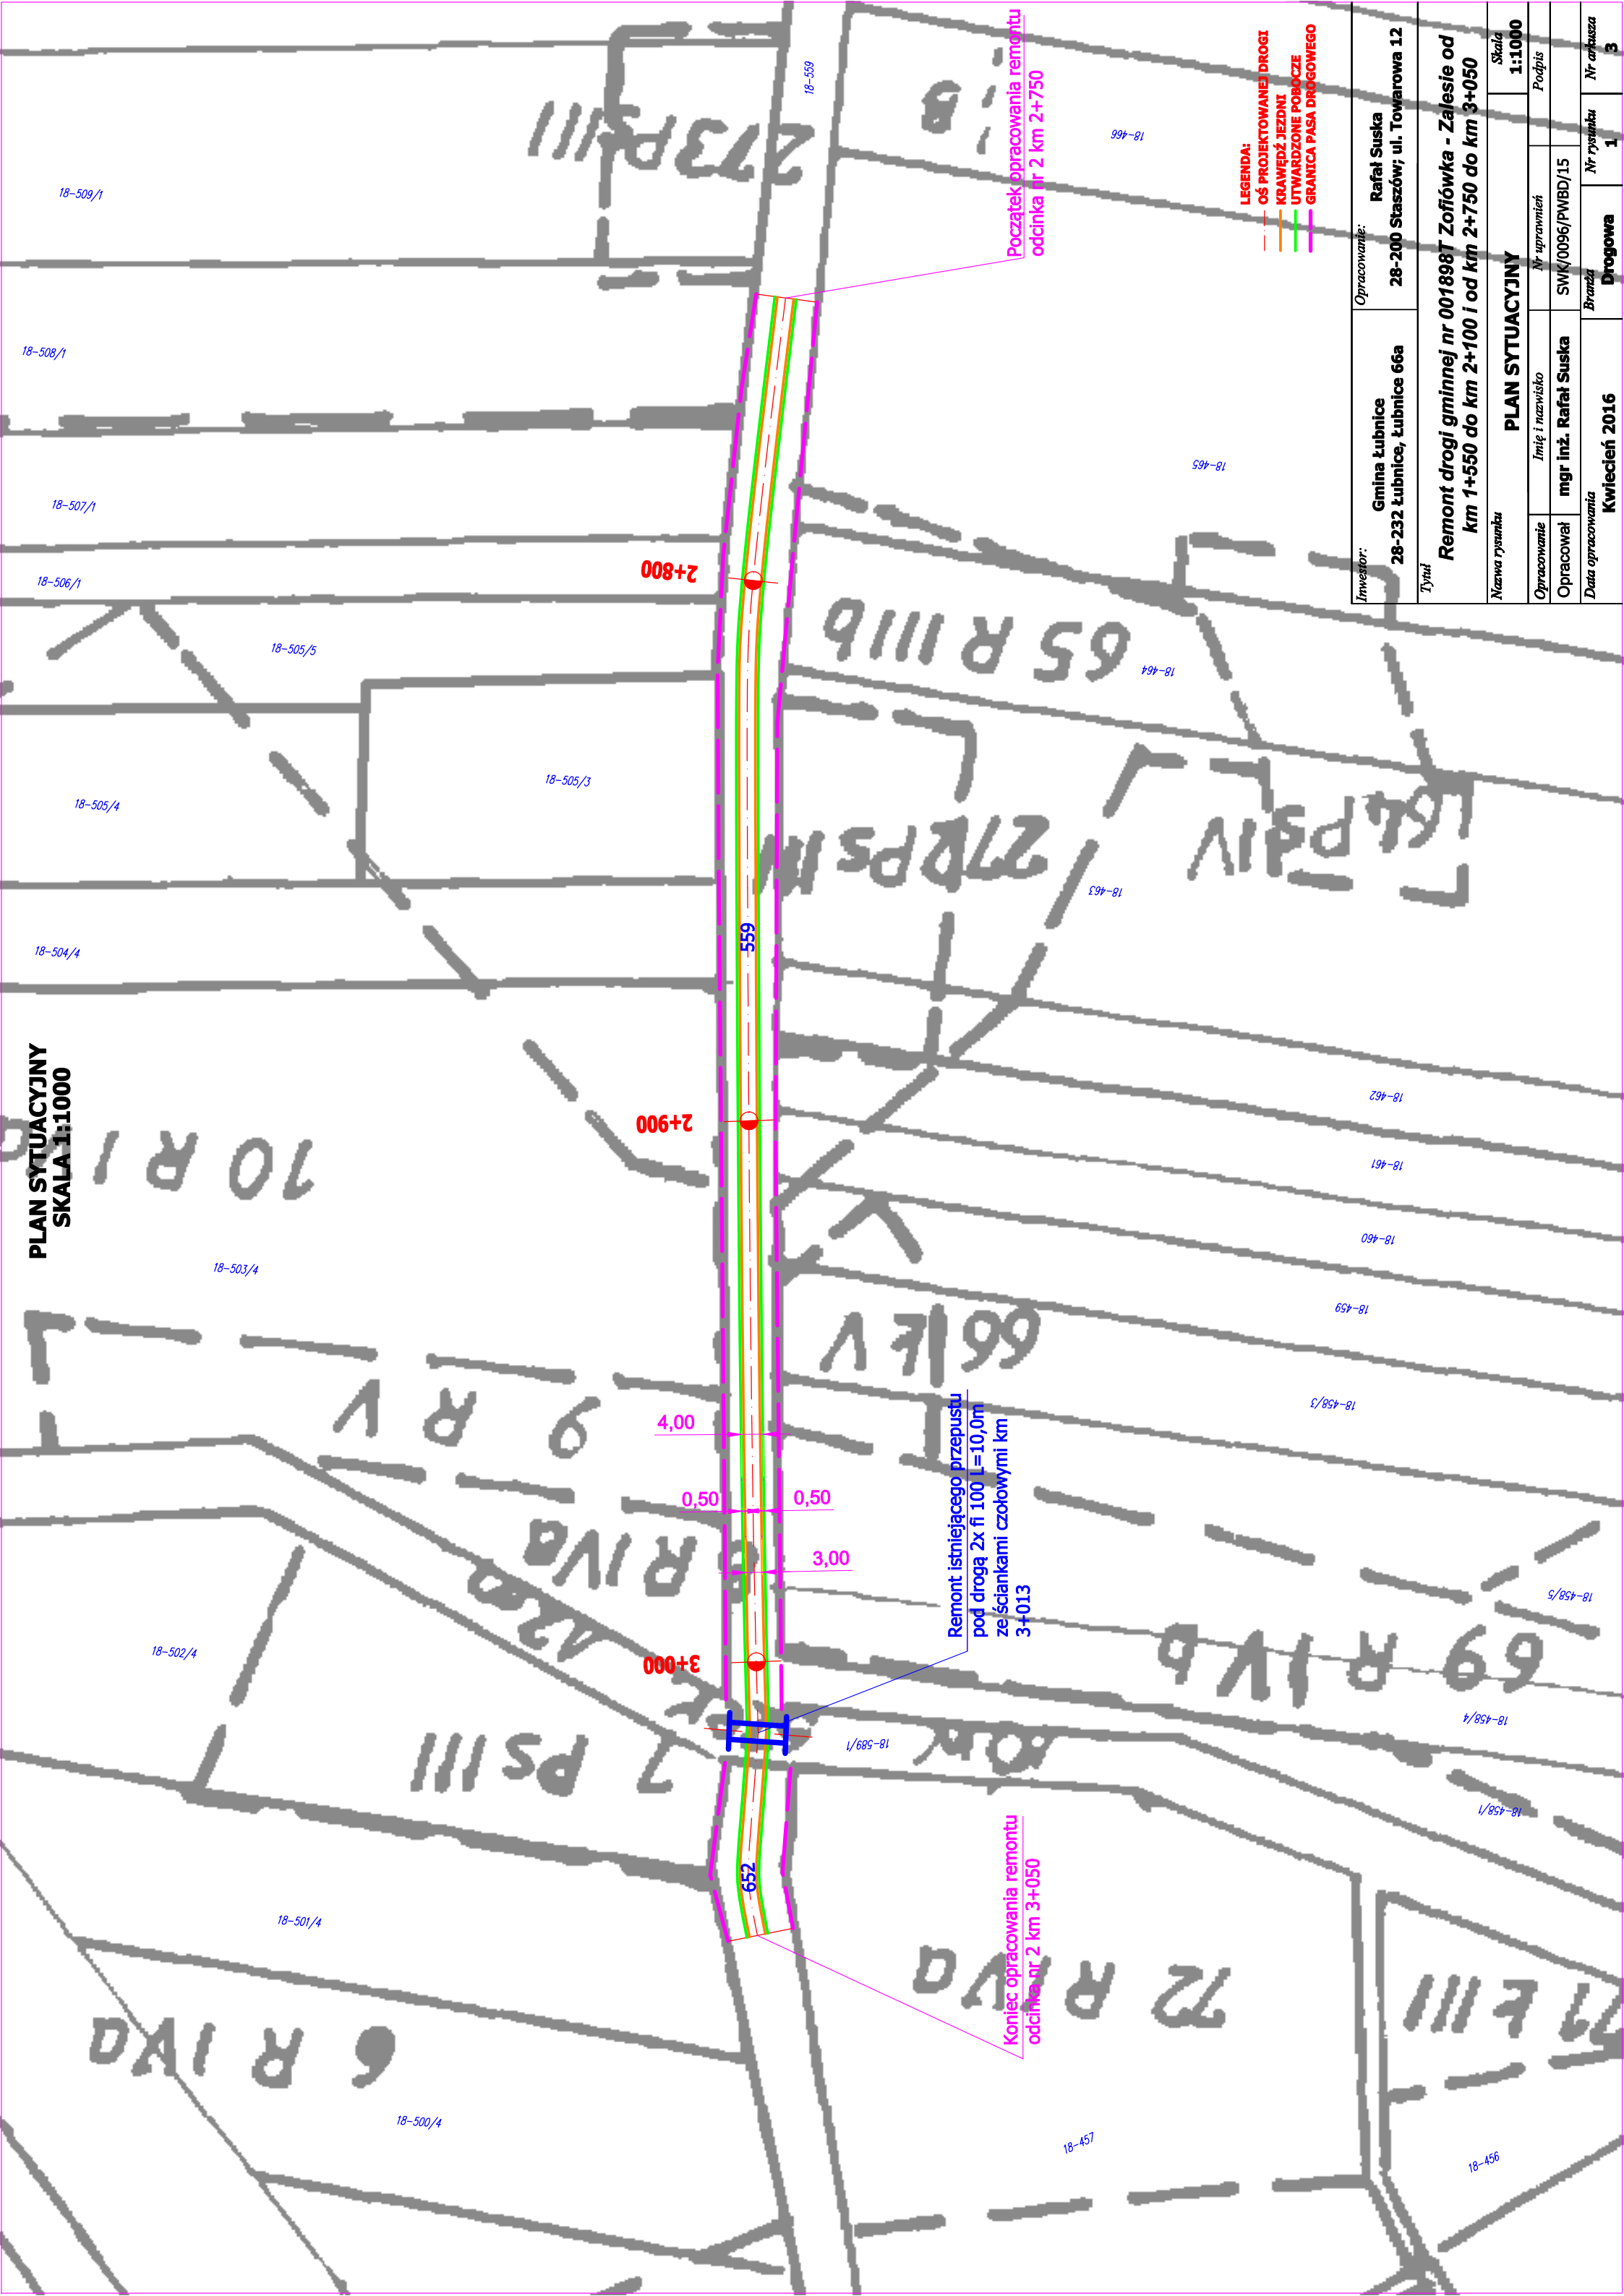 PLAN SYTUACYJNY
SKALA 1:1000
18-509/1
18-508/1
18-507/1
18-506/1
18-505/5
18-505/4
18-505/3
18-504/4
18-503/4
18-502/4
18-501/4
18-500/4
18-559
18-466
18-465
18-464
18-463
18-462
18-461
18-460
18-459
18-458/3
18-458/5
18-458/4
18-458/1
18-589/1
18-457
18-456
273PsIII
65 R IIIb
272PsIII
64PsIV
10 R IVa
9 R V
8 RIVa
66 Ł V
69 R IVb
7 PsIII
72 R IVa
71 Ł III
6 R IVa
2+800
2+900
3+000
559
652
4,00
0,50
0,50
3,00
Początek opracowania remontu
odcinka nr 2 km 2+750
Remont istniejącego przepustu
pod drogą 2x fi 100 L=10,0m
ze ściankami czołowymi km
3+013
Koniec opracowania remontu
odcinka nr 2 km 3+050
LEGENDA:
OŚ PROJEKTOWANEJ DROGI
KRAWĘDŹ JEZDNI
UTWARDZONE POBOCZE
GRANICA PASA DROGOWEGO
Inwestor:
Gmina Łubnice
28-232 Łubnice, Łubnice 66a
Opracowanie:
Rafał Suska
28-200 Staszów; ul. Towarowa 12
Tytuł
Remont drogi gminnej nr 001898T Zofiówka - Zalesie od
km 1+550 do km 2+100 i od km 2+750 do km 3+050
Nazwa rysunku
PLAN SYTUACYJNY
Skala
1:1000
Opracowanie Imię i nazwisko Nr uprawnień Podpis
Opracował mgr inż. Rafał Suska SWK/0096/PWBD/15
Data opracowania
Kwiecień 2016
Branża
Drogowa
Nr rysunku
1
Nr arkusza
3